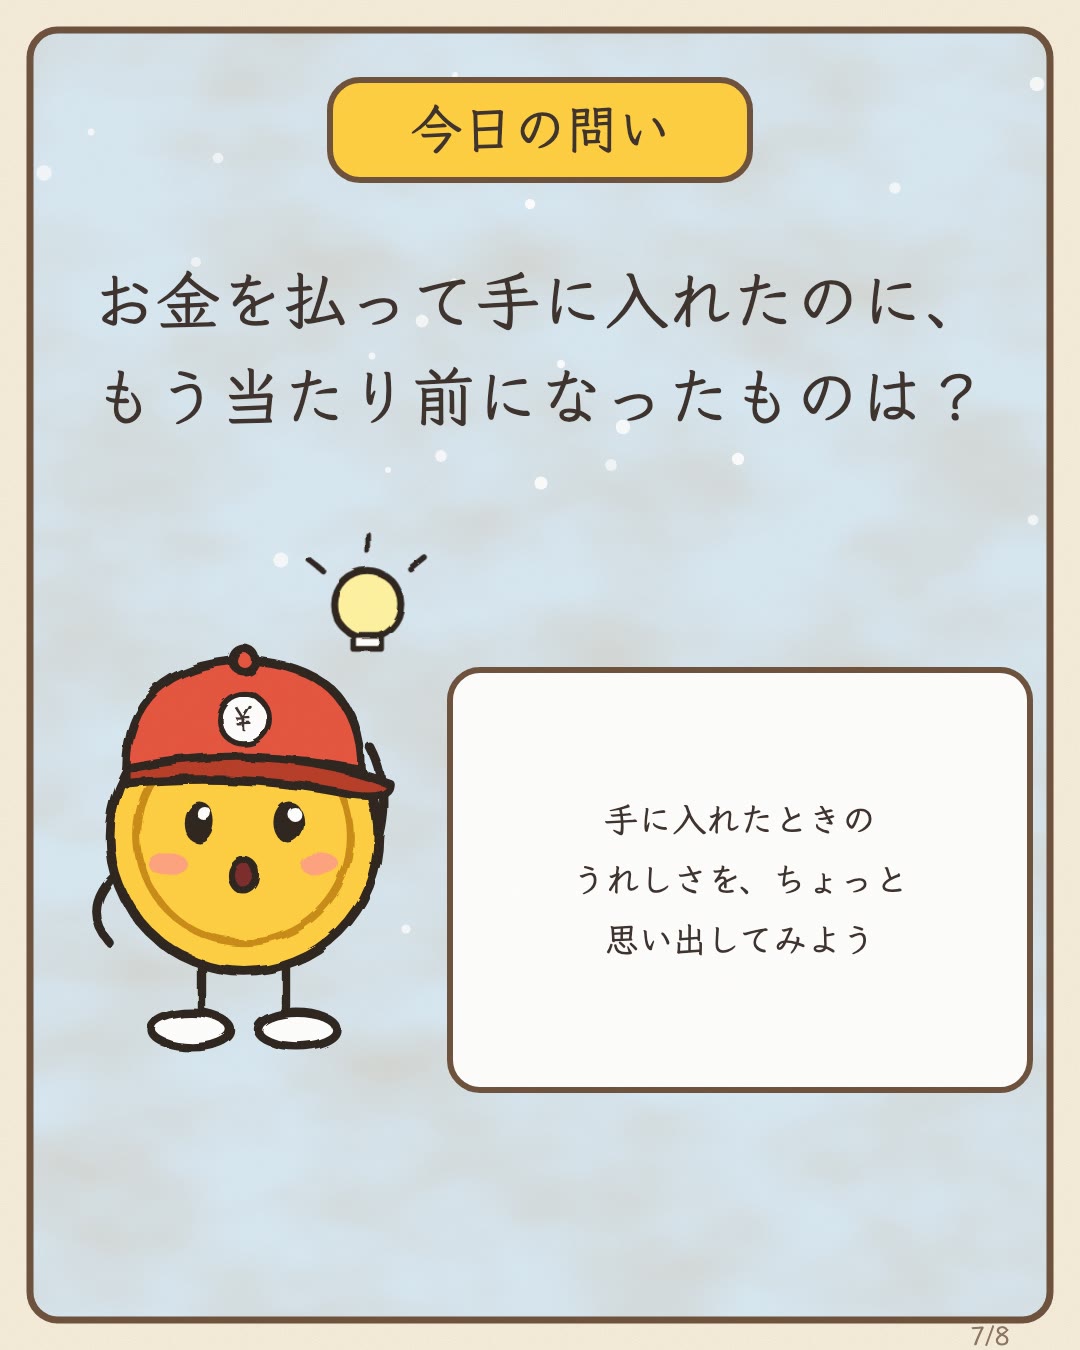 今日の問い
お金を払って手に入れたのに、
もう当たり前になったものは？
¥
手に入れたときの
うれしさを、ちょっと
思い出してみよう
7/8